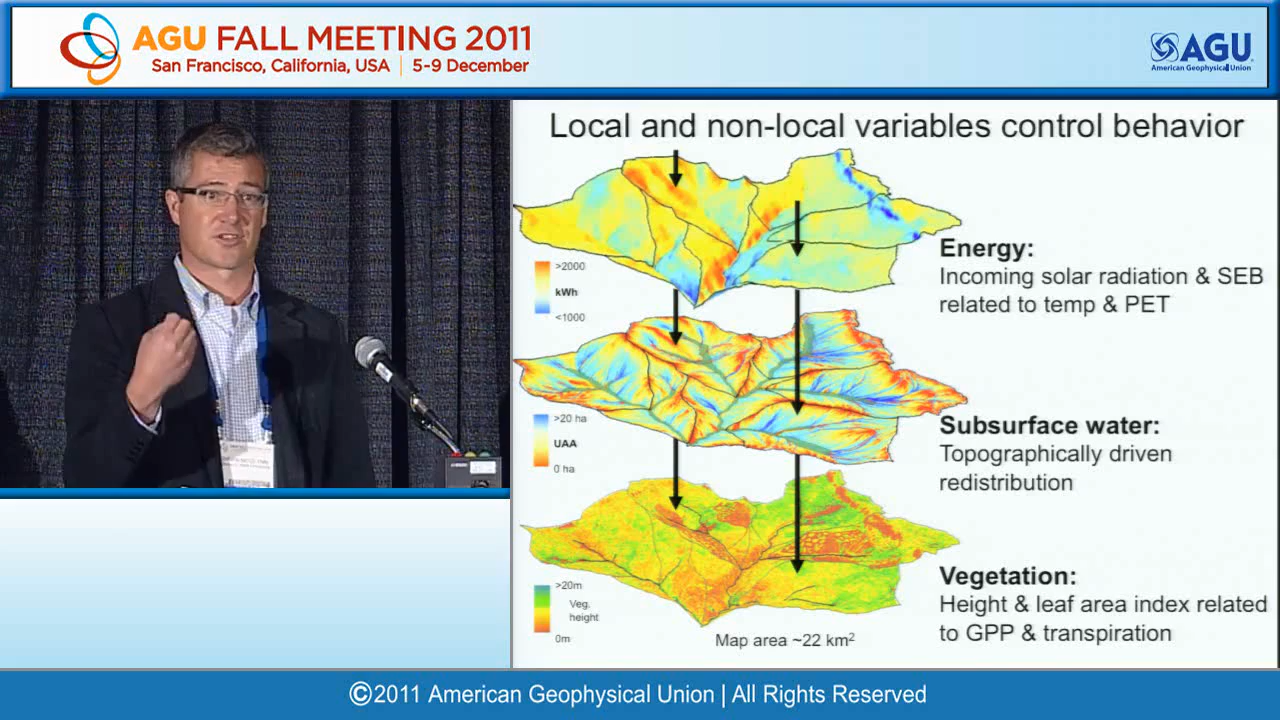 AGU FALL MEETING 2011
San Francisco, California, USA | 5-9 December
AGU
American Geophysical Union
Local and non-local variables control behavior
>2000
kWh
<1000
Energy:
Incoming solar radiation & SEB
related to temp & PET
>20 ha
UAA
0 ha
Subsurface water:
Topographically driven
redistribution
>20m
Veg.
height
0m
Vegetation:
Height & leaf area index related
to GPP & transpiration
Map area ~22 km²
©2011 American Geophysical Union | All Rights Reserved